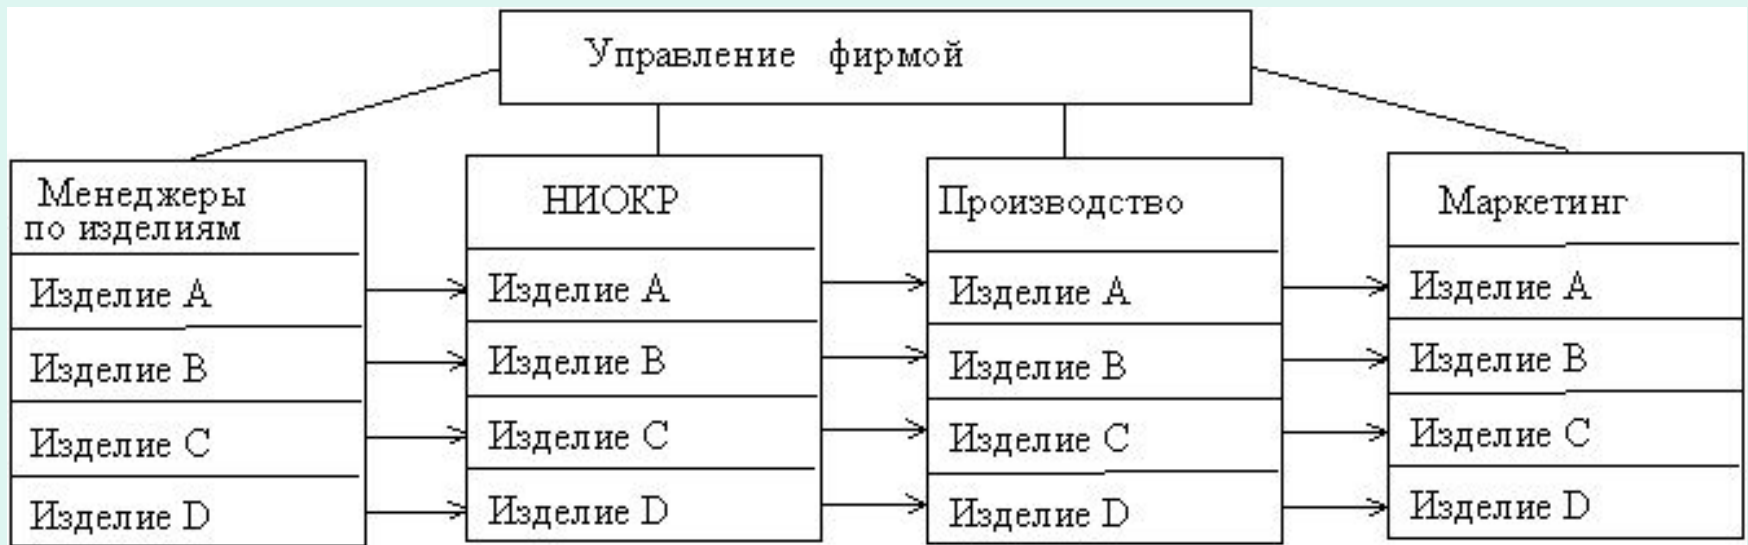 Управление фирмой
Менеджеры
по изделиям
Изделие A
Изделие B
Изделие C
Изделие D
НИОКР
Изделие A
Изделие B
Изделие C
Изделие D
Производство
Изделие A
Изделие B
Изделие C
Изделие D
Маркетинг
Изделие A
Изделие B
Изделие C
Изделие D